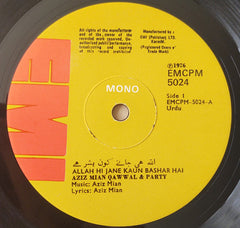 All rights of the manufacturer
and of the owner of the
recorded work reserved.
Unauthorised public performance,
broadcasting and copying
of this record prohibited.
Manufactured by :
EMI (Pakistan) LTD.
Karachi.
(Registered Users of
Trade Mark)
EMI
MONO
Ⓟ1976
EMCPM
5024
Side 1
EMCPM-5024-A
Urdu
اللہ ہی جانے کون بشر ہے
ALLAH HI JANE KAUN BASHAR HAI
AZIZ MIAN QAWWAL & PARTY
Music: Aziz Mian
Lyrics: Aziz Mian